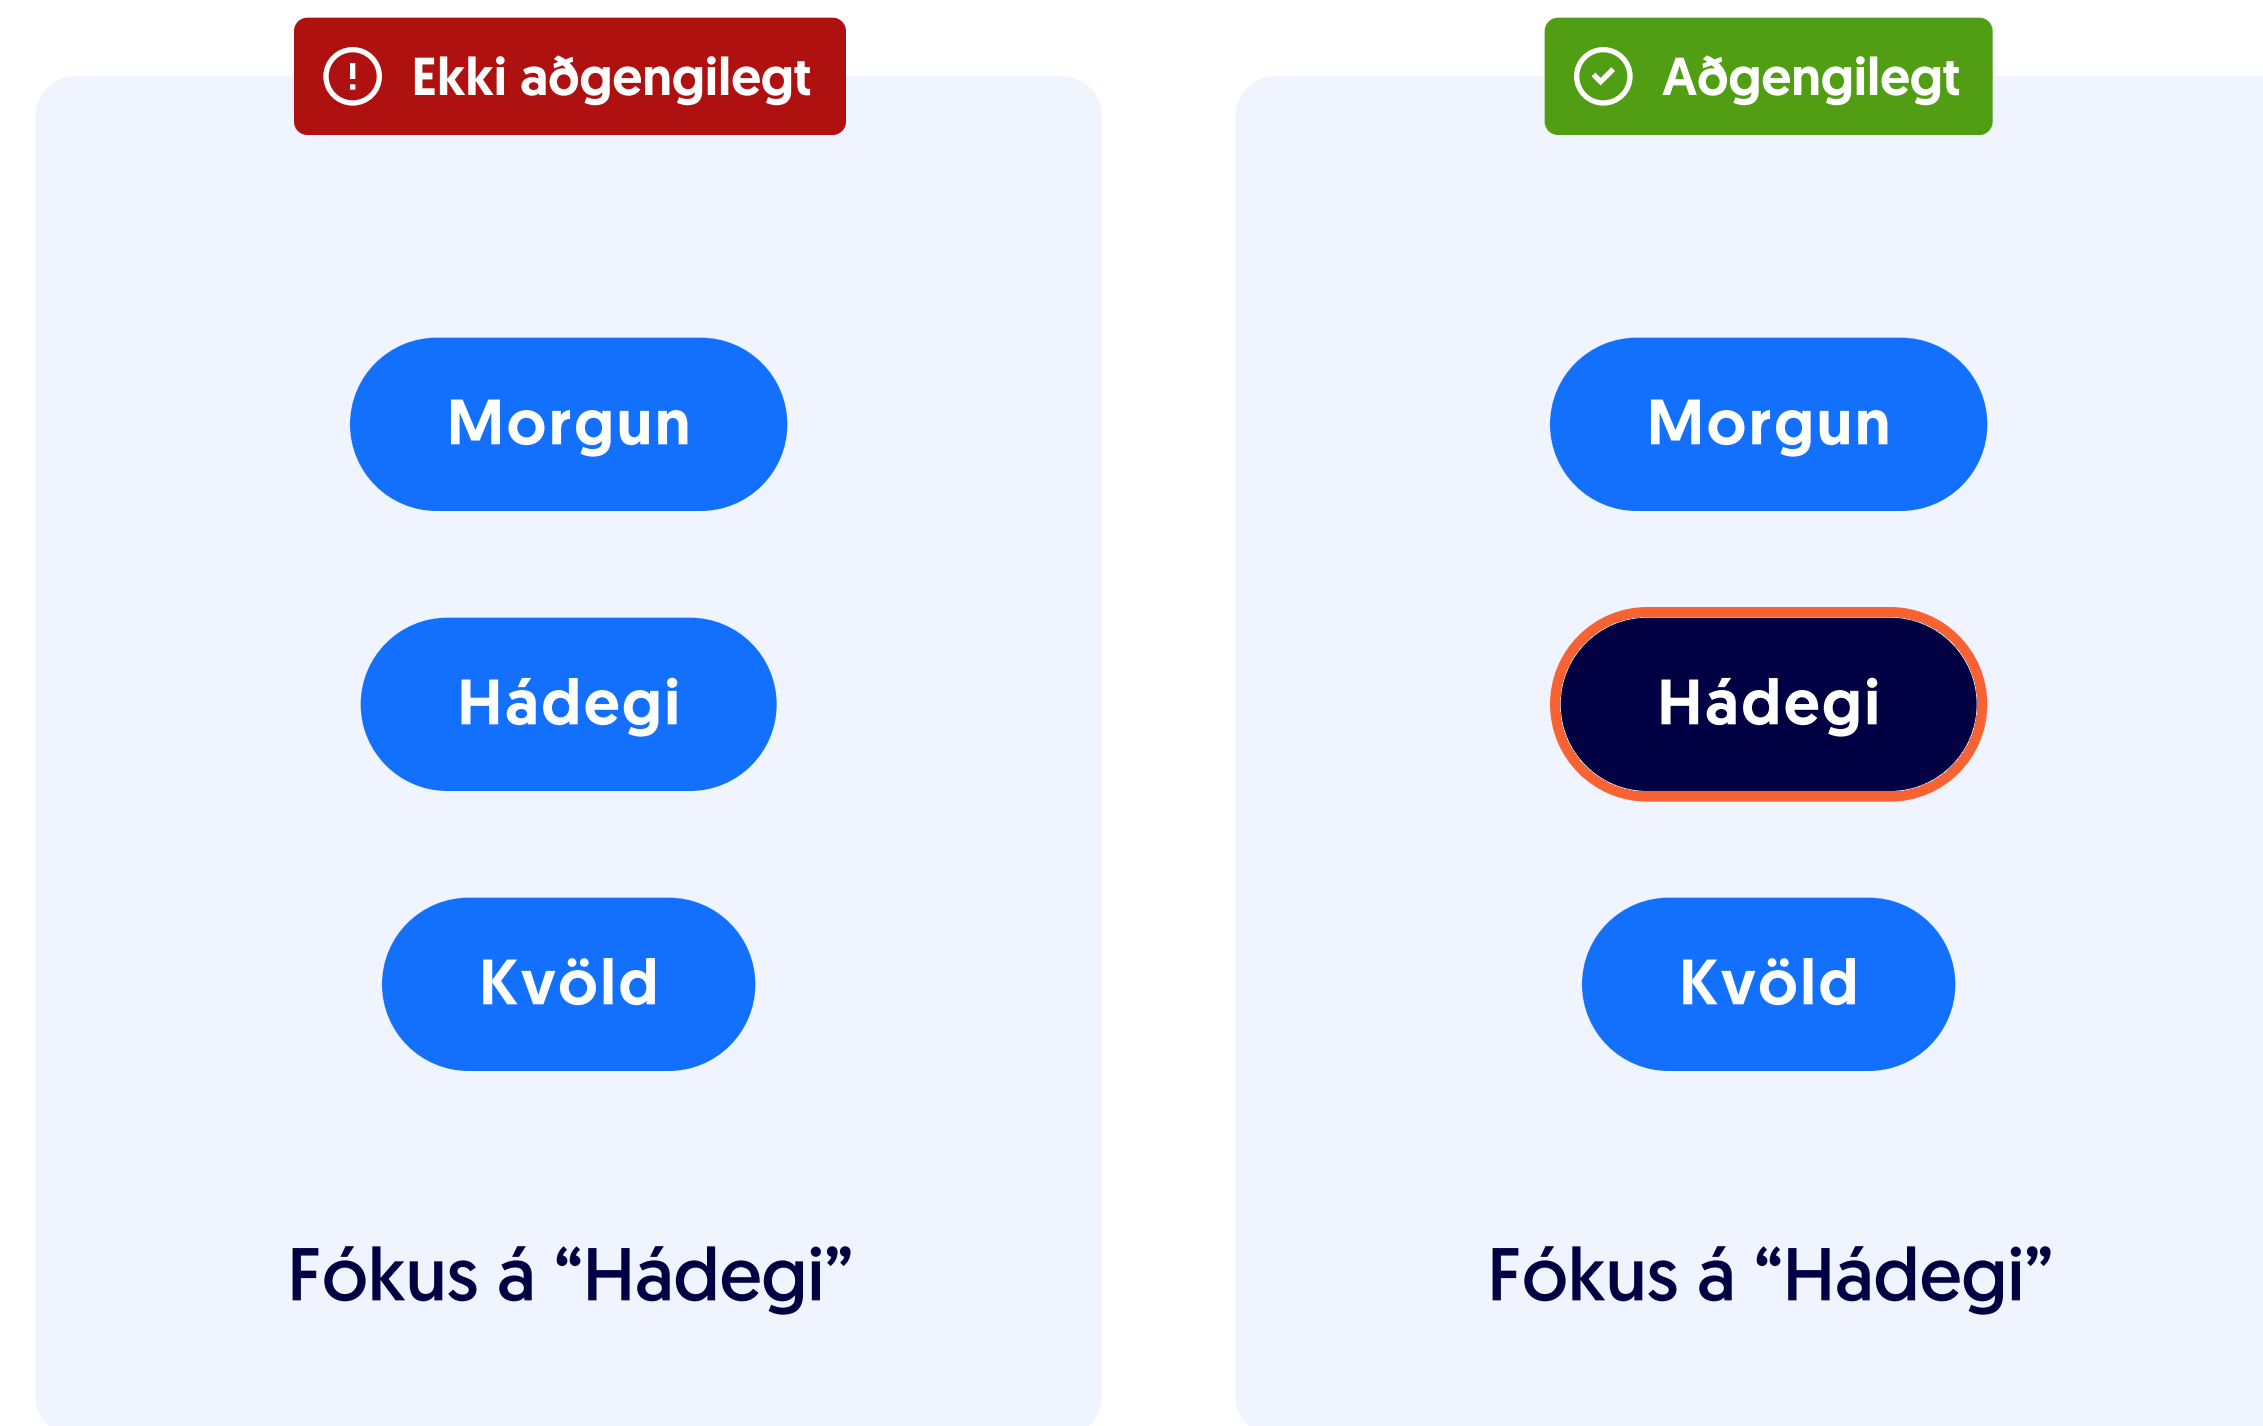 Ekki aðgengilegt
Morgun
Hádegi
Kvöld
Fókus á “Hádegi”
Aðgengilegt
Morgun
Hádegi
Kvöld
Fókus á “Hádegi”